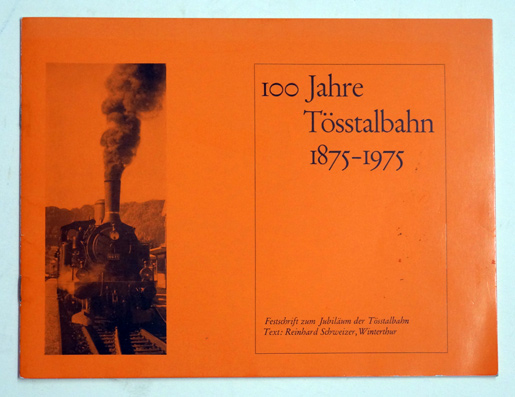 100 Jahre
Tösstalbahn
1875–1975
Festschrift zum Jubiläum der Tösstalbahn
Text: Reinhard Schweizer, Winterthur